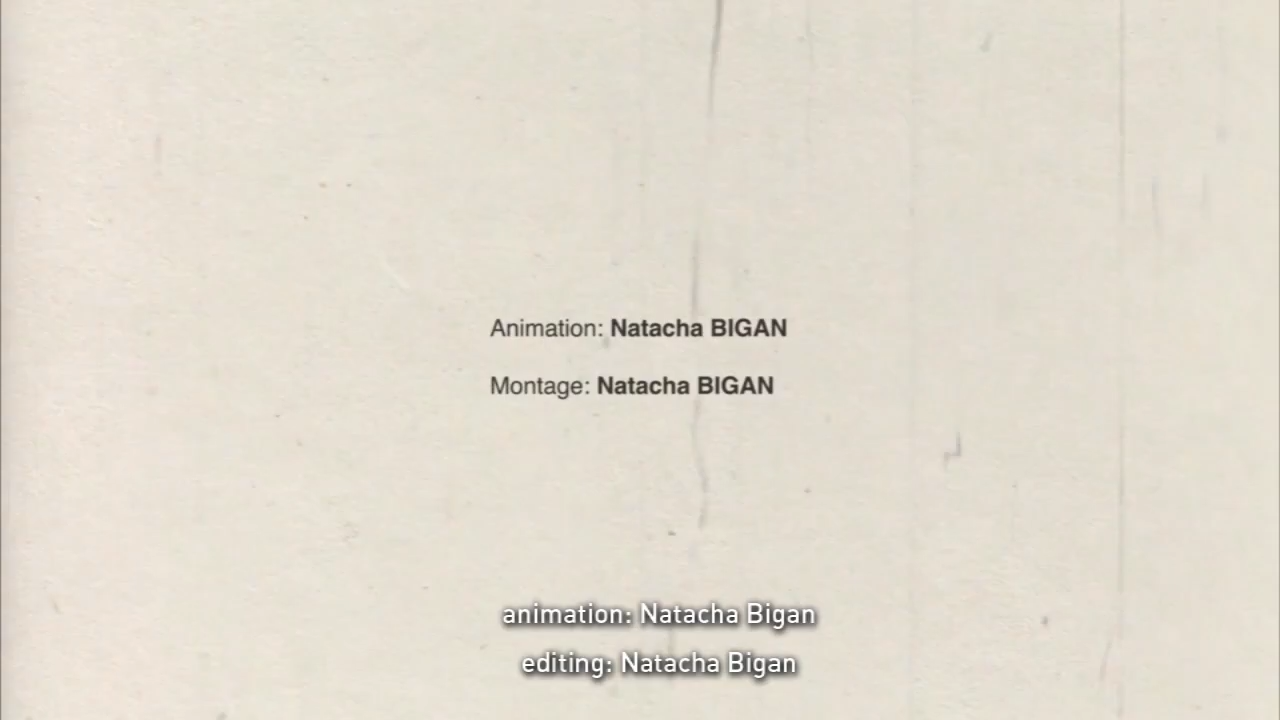 Animation: Natacha BIGAN
Montage: Natacha BIGAN
animation: Natacha Bigan
editing: Natacha Bigan